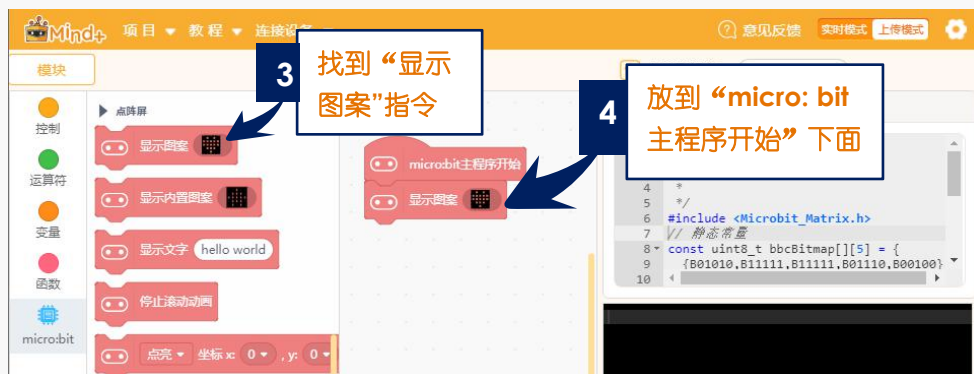 Mind+ 项目 教程 连接设备 意见反馈 实时模式 上传模式
模块
3
找到“显示
图案”指令
4
放到“micro: bit
主程序开始”下面
控制
运算符
变量
函数
micro:bit
点阵屏
显示图案
显示内置图案
显示文字 hello world
停止滚动动画
点亮 坐标 x: 0 , y: 0
micro:bit主程序开始
显示图案
4 *
5 */
6 #include <Microbit_Matrix.h>
7 // 静态常量
8 const uint8_t bbcBitmap[][5] = {
9 {B01010,B11111,B11111,B01110,B00100}
10